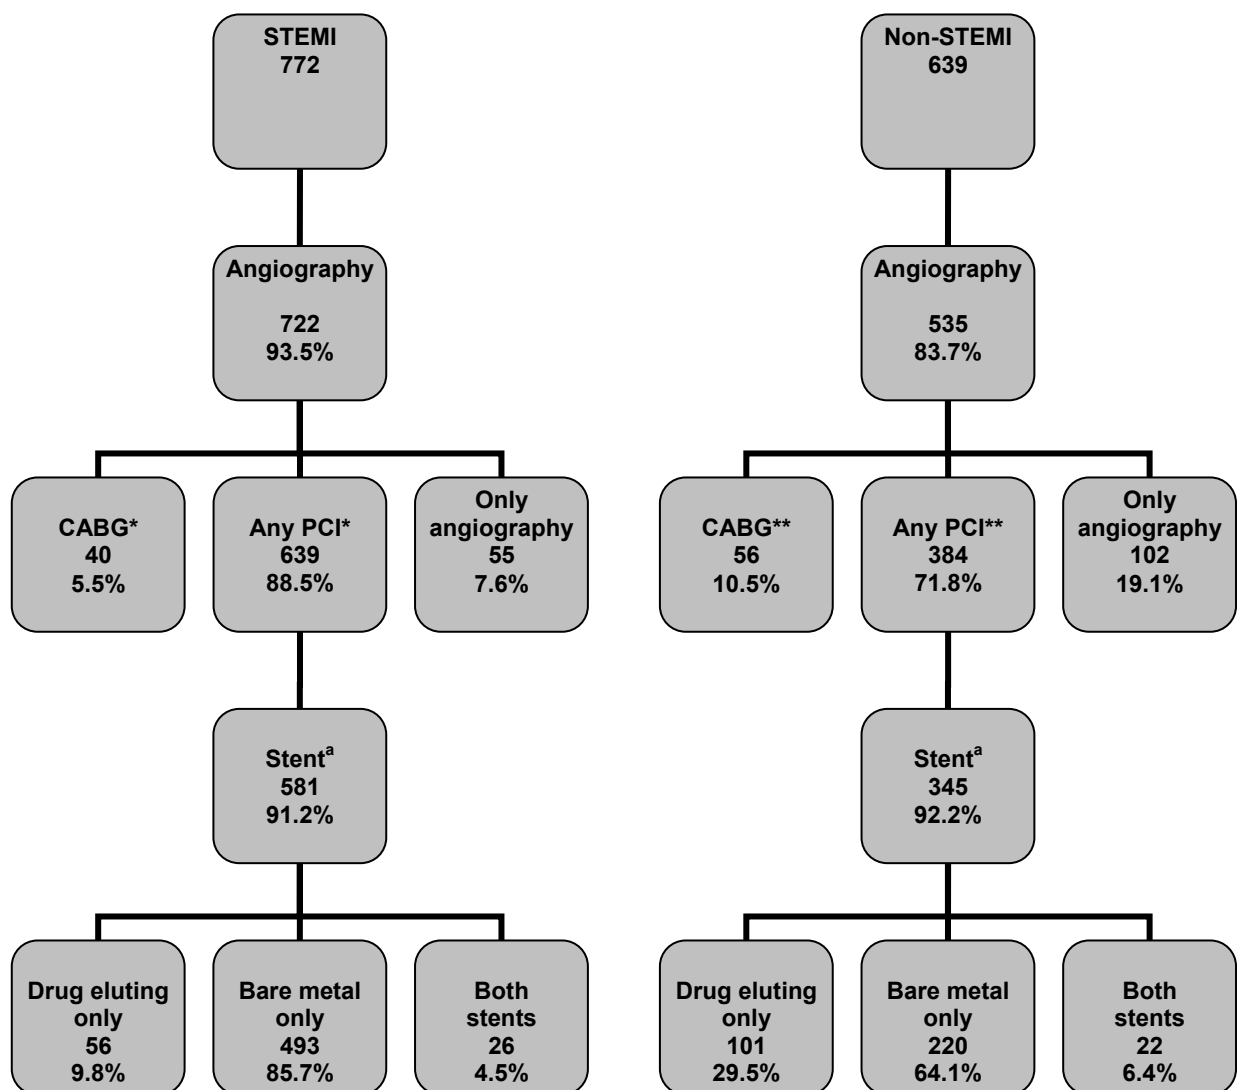 STEMI
772
Non-STEMI
639
Angiography
722
93.5%
Angiography
535
83.7%
CABG*
40
5.5%
Any PCI*
639
88.5%
Only
angiography
55
7.6%
CABG**
56
10.5%
Any PCI**
384
71.8%
Only
angiography
102
19.1%
Stentᵃ
581
91.2%
Stentᵃ
345
92.2%
Drug eluting
only
56
9.8%
Bare metal
only
493
85.7%
Both
stents
26
4.5%
Drug eluting
only
101
29.5%
Bare metal
only
220
64.1%
Both
stents
22
6.4%